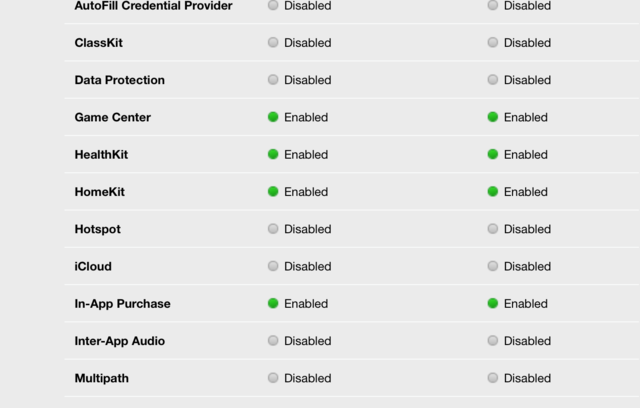 AutoFill Credential Provider Disabled Disabled
ClassKit Disabled Disabled
Data Protection Disabled Disabled
Game Center Enabled Enabled
HealthKit Enabled Enabled
HomeKit Enabled Enabled
Hotspot Disabled Disabled
iCloud Disabled Disabled
In-App Purchase Enabled Enabled
Inter-App Audio Disabled Disabled
Multipath Disabled Disabled